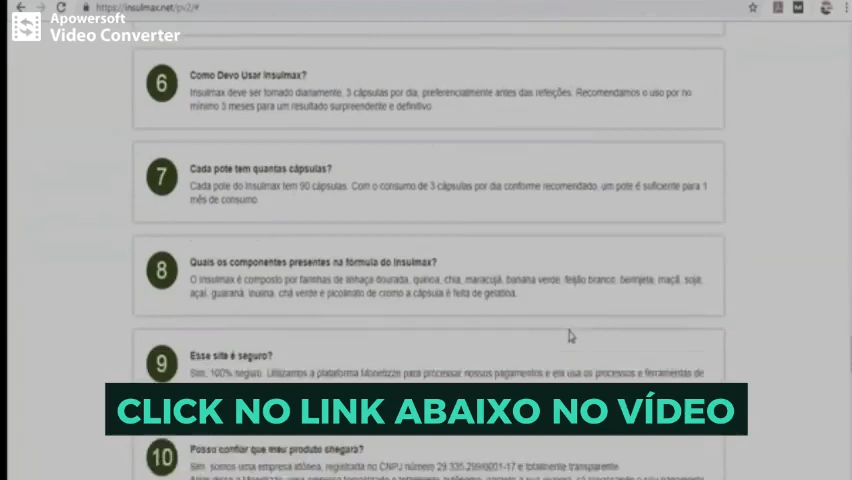 https://insulmax.net/pv2/#
Apowersoft
Video Converter
6
Como Devo Usar Insulmax?
Insulmax deve ser tomado diariamente, 3 cápsulas por dia, preferencialmente antes das refeições. Recomendamos o uso por no
mínimo 3 meses para um resultado surpreendente e definitivo
7
Cada pote tem quantas cápsulas?
Cada pote do Insulmax tem 90 cápsulas. Com o consumo de 3 cápsulas por dia conforme recomendado, um pote é suficiente para 1
mês de consumo.
8
Quais os componentes presentes na fórmula do Insulmax?
O insulmax é composto por farinhas de linhaça dourada, quinoa, chia, maracujá, banana verde, feijão branco, berinjela, maçã, soja,
açaí, guaraná, inulina, chá verde e picolinato de cromo a cápsula é feita de gelatina.
9
Esse site é seguro?
Sim, 100% seguro. Utilizamos a plataforma Monetizze para processar nossos pagamentos e ela usa os processos e ferramentas de
CLICK NO LINK ABAIXO NO VÍDEO
10
Posso confiar que meu produto chegará?
Sim, somos uma empresa idônea, registrada no CNPJ número 29.335.299/0001-17 e totalmente transparente.